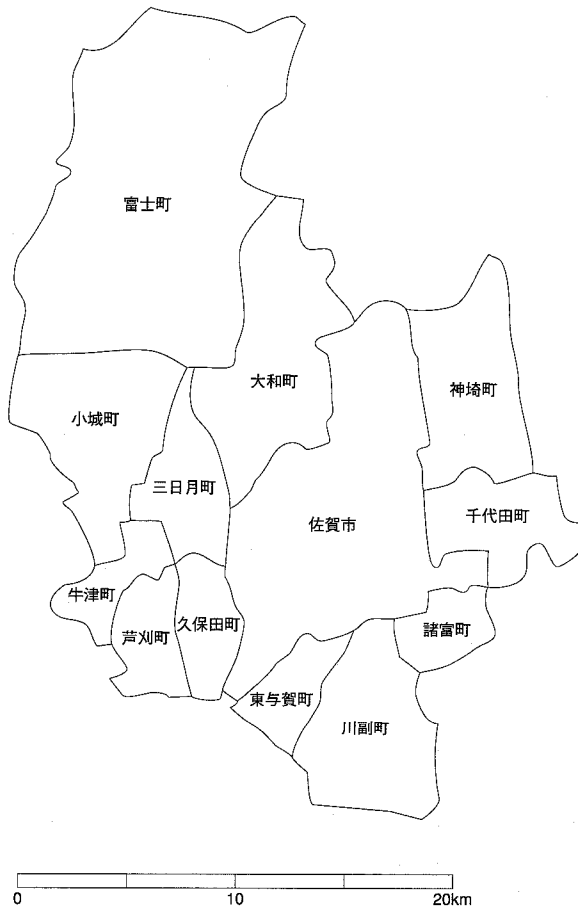 富士町
大和町
神埼町
小城町
三日月町
佐賀市
千代田町
牛津町
芦刈町
久保田町
諸富町
東与賀町
川副町
0 10 20km